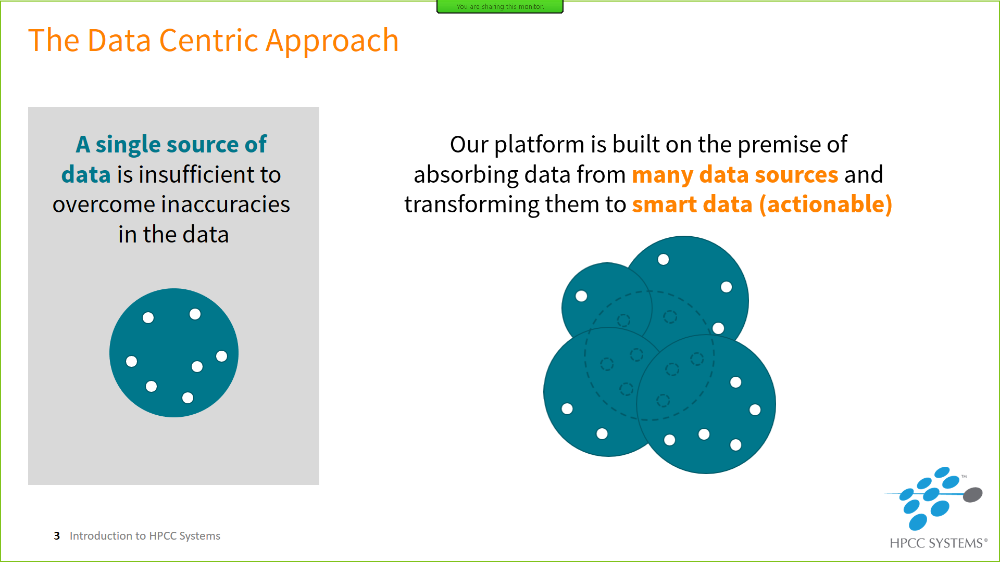 You are sharing this monitor.
The Data Centric Approach
A single source of
data is insufficient to
overcome inaccuracies
in the data
Our platform is built on the premise of
absorbing data from many data sources and
transforming them to smart data (actionable)
™
HPCC SYSTEMS®
3 Introduction to HPCC Systems